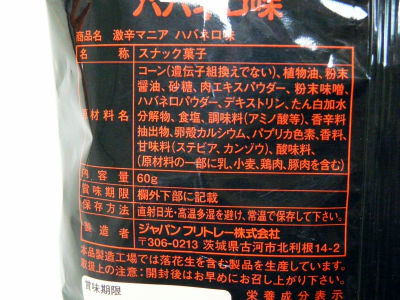 ハバネロ味
商品名 激辛マニア ハバネロ味
名称 スナック菓子
原材料名 コーン(遺伝子組換えでない)、植物油、粉末
醤油、砂糖、肉エキスパウダー、粉末味噌、
ハバネロパウダー、デキストリン、たん白加水
分解物、食塩、調味料(アミノ酸等)、香辛料
抽出物、卵殻カルシウム、パプリカ色素、香料、
甘味料(ステビア、カンゾウ)、酸味料、
(原材料の一部に乳、小麦、鶏肉、豚肉を含む)
内容量 60g
賞味期限 欄外下部に記載
保存方法 直射日光・高温多湿を避け、常温で保存して下さい。
製造者 ジャパンフリトレー株式会社
〒306-0213 茨城県古河市北利根14-2
本品製造工場では落花生を含む製品を生産しています。
取扱上の注意:開封後はお早めにお召し上がり下さい。
賞味期限
栄養成分表示